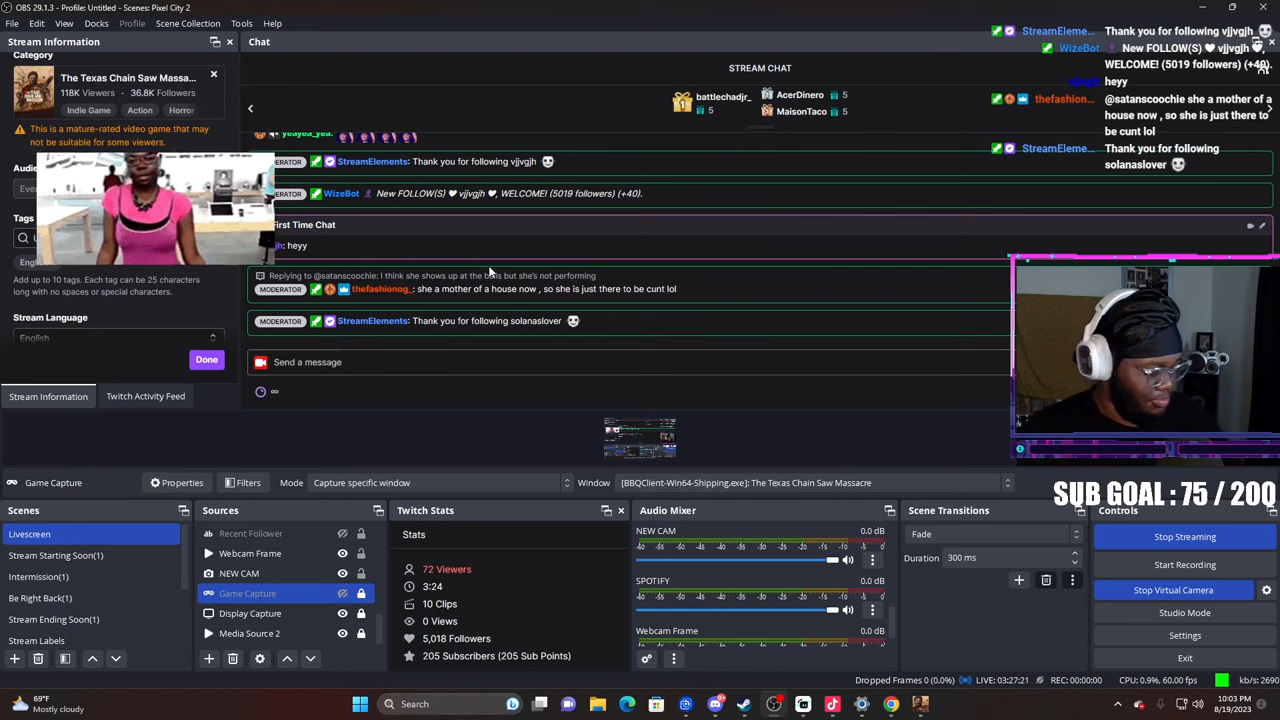 OBS 29.1.3 - Profile: Untitled - Scenes: Pixel City 2
File Edit View Docks Profile Scene Collection Tools Help
Stream Information
Category
The Texas Chain Saw Massa...
118K Viewers • 36.8K Followers
Indie Game Action Horror
This is a mature-rated video game that may
not be suitable for some viewers.
Tags
Add up to 10 tags. Each tag can be 25 characters
long with no spaces or special characters.
Stream Language
English
Done
Stream Information Twitch Activity Feed
Chat
STREAM CHAT
battlechadjr_
5
AcerDinero 5
MaisonTaco 5
yeayea_yea:
StreamElements: Thank you for following vjjvgjh
WizeBot New FOLLOW(S) vjjvgjh, WELCOME! (5019 followers) (+40).
First Time Chat
heyy
Replying to @satanscoochie: I think she shows up at the balls but she's not performing
MODERATOR thefashionog_: she a mother of a house now , so she is just there to be cunt lol
MODERATOR StreamElements: Thank you for following solanaslover
Send a message
∞
StreamEleme... Thank you for following vjjvgjh
WizeBot New FOLLOW(S) vjjvgjh
WELCOME! (5019 followers) (+40).
vjjvgjh heyy
thefashion... @satanscoochie she a mother of a
house now , so she is just there to
be cunt lol
StreamEleme... Thank you for following
solanaslover
SUB GOAL : 75 / 200
Game Capture Properties Filters Mode Capture specific window Window [BBQClient-Win64-Shipping.exe]: The Texas Chain Saw Massacre
Scenes
Livescreen
Stream Starting Soon(1)
Intermission(1)
Be Right Back(1)
Stream Ending Soon(1)
Stream Labels
Sources
Recent Follower
Webcam Frame
NEW CAM
Game Capture
Display Capture
Media Source 2
Twitch Stats
Stats
72 Viewers
3:24
10 Clips
0 Views
5,018 Followers
205 Subscribers (205 Sub Points)
Audio Mixer
NEW CAM 0.0 dB
SPOTIFY 0.0 dB
Webcam Frame 0.0 dB
Scene Transitions
Fade
Duration 300 ms
Controls
Stop Streaming
Start Recording
Stop Virtual Camera
Studio Mode
Settings
Exit
Dropped Frames 0 (0.0%) LIVE: 03:27:21 REC: 00:00:00 CPU: 0.9%, 60.00 fps kb/s: 2690
69°F
Mostly cloudy
Search
10:03 PM
8/19/2023